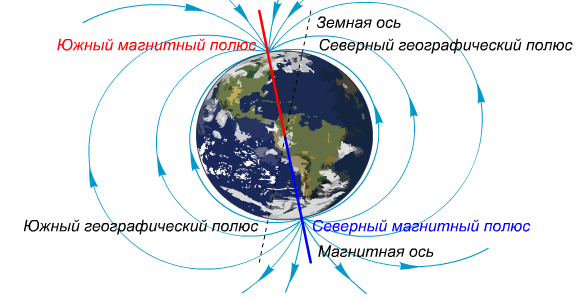 Земная ось
Южный магнитный полюс
Северный географический полюс
Южный географический полюс
Северный магнитный полюс
Магнитная ось